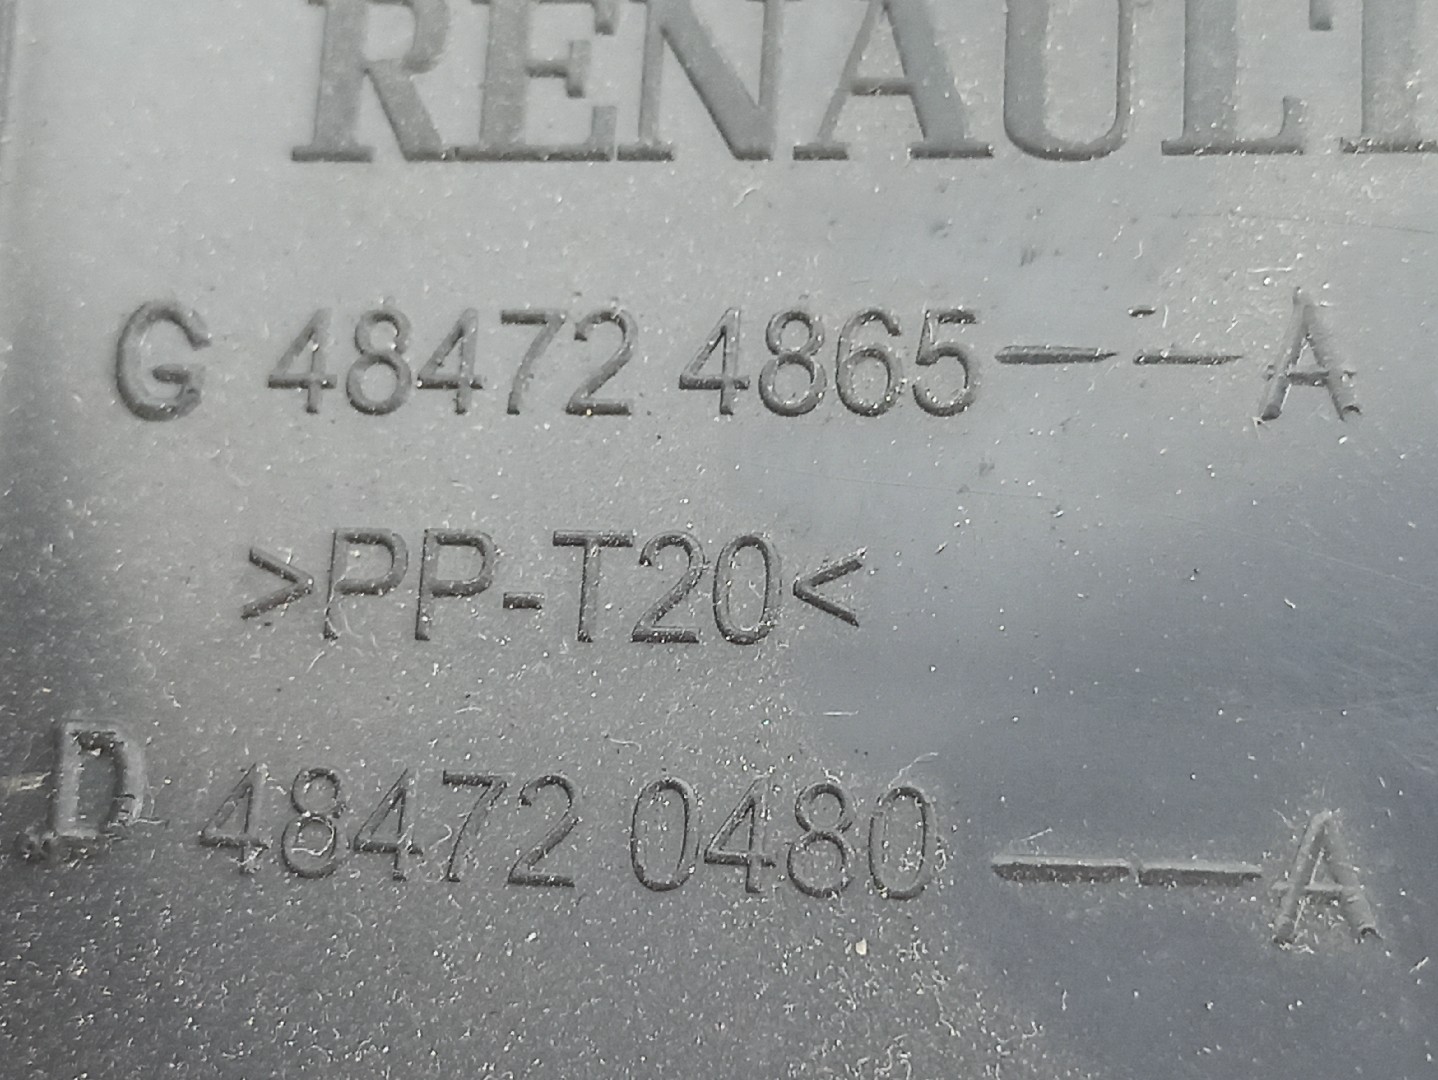 RENAULT
G 48472 4865---A
>PP-T20<
D 48472 0480--A